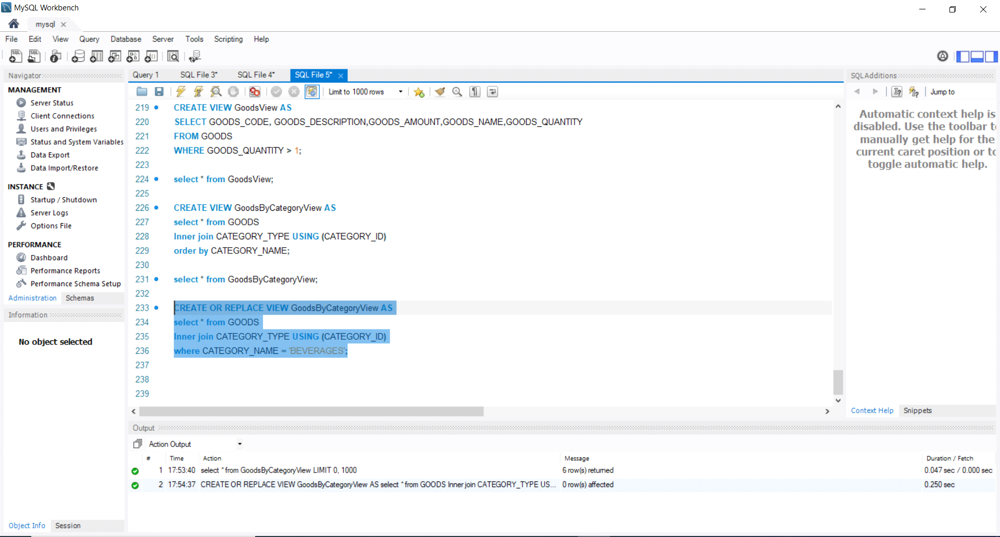 MySQL Workbench
mysql
File Edit View Query Database Server Tools Scripting Help
Navigator
MANAGEMENT
Server Status
Client Connections
Users and Privileges
Status and System Variables
Data Export
Data Import/Restore
INSTANCE
Startup / Shutdown
Server Logs
Options File
PERFORMANCE
Dashboard
Performance Reports
Performance Schema Setup
Administration Schemas
Information
No object selected
Object Info Session
Query 1 SQL File 3* SQL File 4* SQL File 5*
Limit to 1000 rows
219 CREATE VIEW GoodsView AS
220 SELECT GOODS_CODE, GOODS_DESCRIPTION,GOODS_AMOUNT,GOODS_NAME,GOODS_QUANTITY
221 FROM GOODS
222 WHERE GOODS_QUANTITY > 1;
223
224 select * from GoodsView;
225
226 CREATE VIEW GoodsByCategoryView AS
227 select * from GOODS
228 Inner join CATEGORY_TYPE USING (CATEGORY_ID)
229 order by CATEGORY_NAME;
230
231 select * from GoodsByCategoryView;
232
233 CREATE OR REPLACE VIEW GoodsByCategoryView AS
234 select * from GOODS
235 Inner join CATEGORY_TYPE USING (CATEGORY_ID)
236 where CATEGORY_NAME = 'BEVERAGES';
237
238
239
SQLAdditions
Jump to
Automatic context help is
disabled. Use the toolbar t
manually get help for the
current caret position or to
toggle automatic help.
Context Help Snippets
Output
Action Output
# Time Action Message Duration / Fetch
1 17:53:40 select * from GoodsByCategoryView LIMIT 0, 1000 6 row(s) returned 0.047 sec / 0.000 sec
2 17:54:37 CREATE OR REPLACE VIEW GoodsByCategoryView AS select * from GOODS Inner join CATEGORY_TYPE US... 0 row(s) affected 0.250 sec